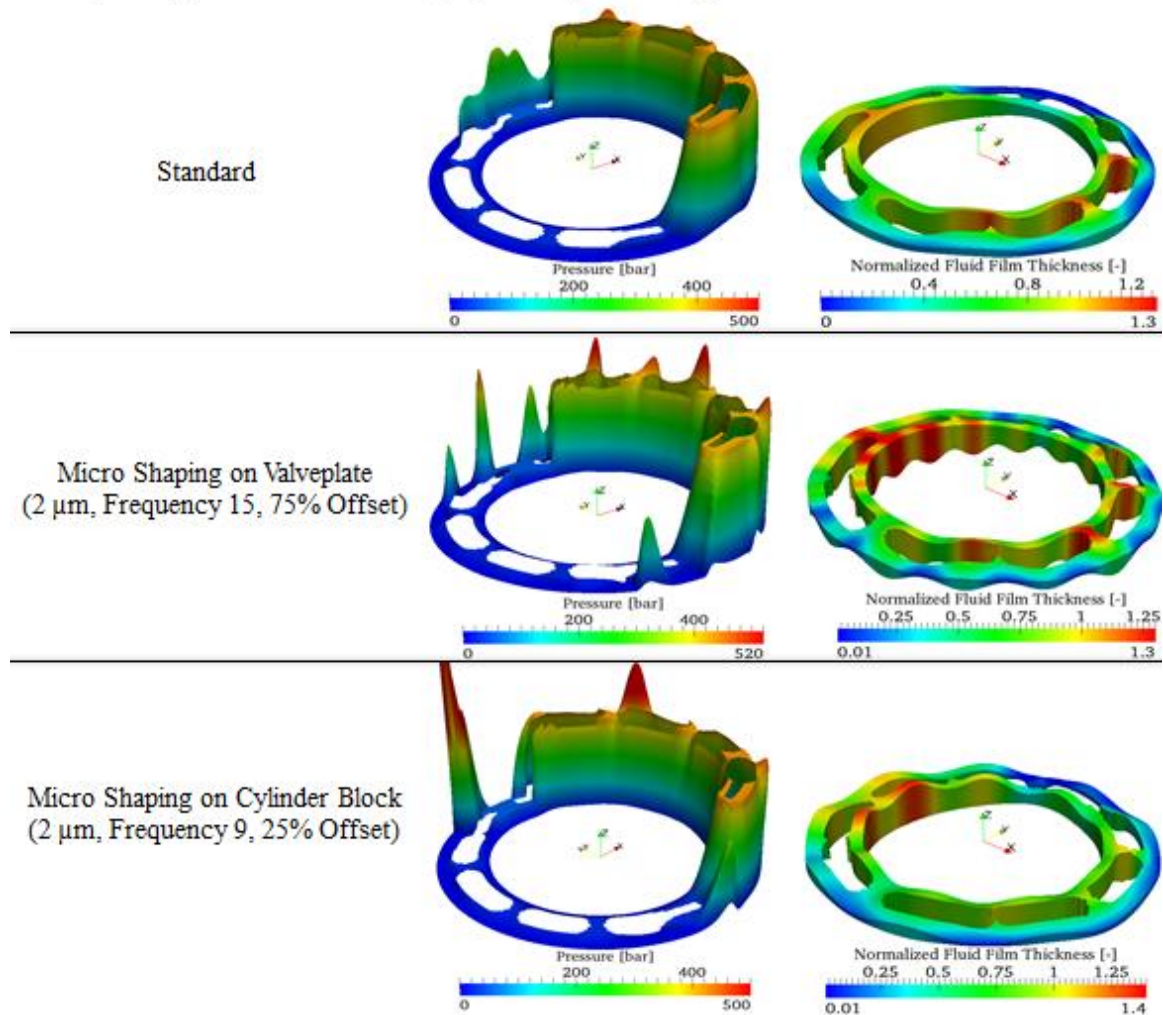 Standard
Pressure [bar]
200 400
0 500
Normalized Fluid Film Thickness [-]
0.4 0.8 1.2
0 1.3
Micro Shaping on Valveplate
(2 µm, Frequency 15, 75% Offset)
Pressure [bar]
200 400
0 520
Normalized Fluid Film Thickness [-]
0.25 0.5 0.75 1 1.25
0.01 1.3
Micro Shaping on Cylinder Block
(2 µm, Frequency 9, 25% Offset)
Pressure [bar]
200 400
0 500
Normalized Fluid Film Thickness [-]
0.25 0.5 0.75 1 1.25
0.01 1.4